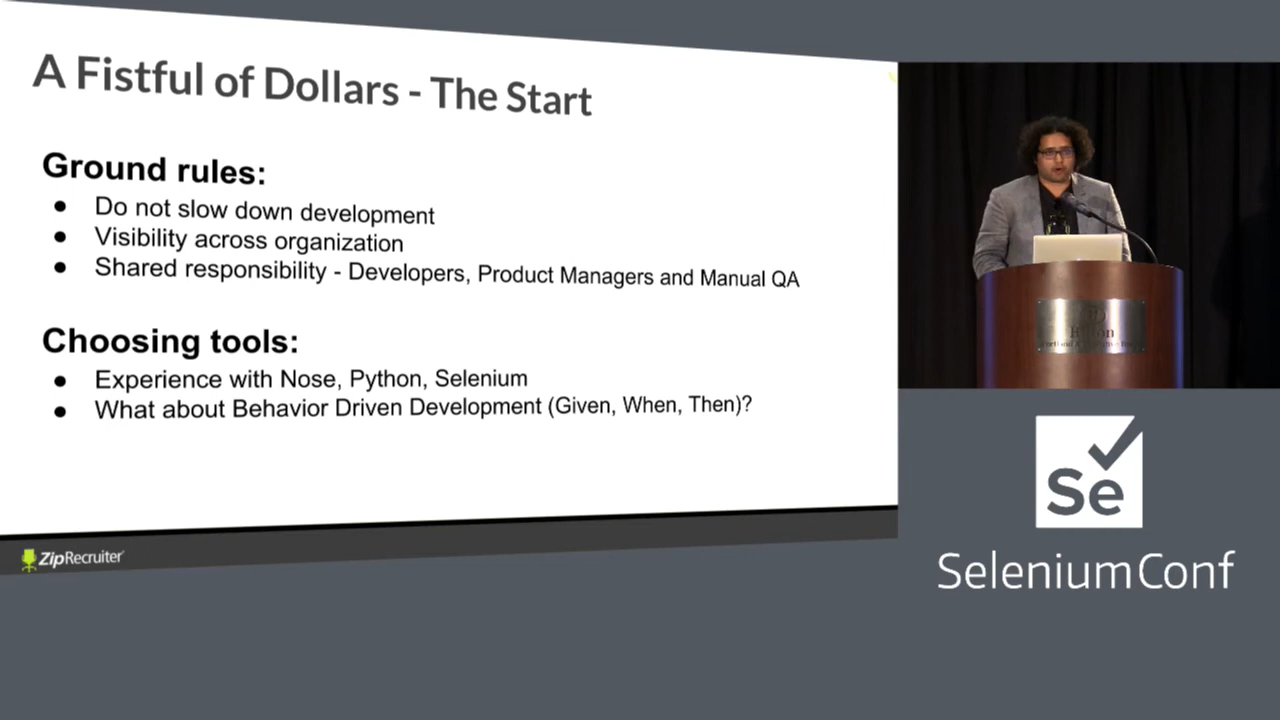 A Fistful of Dollars - The Start
Ground rules:
● Do not slow down development
● Visibility across organization
● Shared responsibility - Developers, Product Managers and Manual QA
Choosing tools:
● Experience with Nose, Python, Selenium
● What about Behavior Driven Development (Given, When, Then)?
ZipRecruiter
Se
SeleniumConf